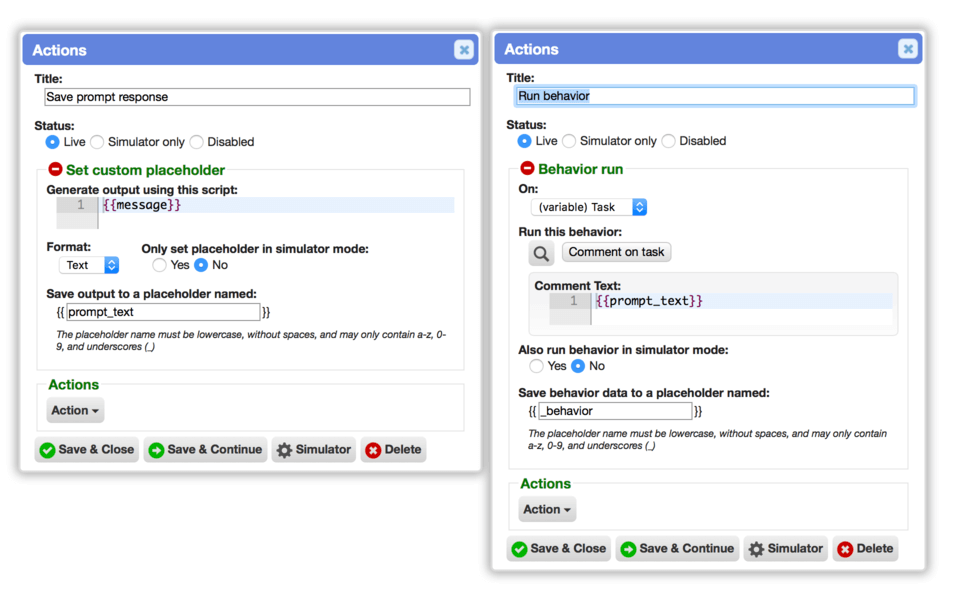 Actions
Title:
Save prompt response
Status:
Live Simulator only Disabled
Set custom placeholder
Generate output using this script:
1 {{message}}
Format: Only set placeholder in simulator mode:
Text Yes No
Save output to a placeholder named:
{{ prompt_text }}
The placeholder name must be lowercase, without spaces, and may only contain a-z, 0-
9, and underscores (_)
Actions
Action
Save & Close Save & Continue Simulator Delete
Actions
Title:
Run behavior
Status:
Live Simulator only Disabled
Behavior run
On:
(variable) Task
Run this behavior:
Comment on task
Comment Text:
1 {{prompt_text}}
Also run behavior in simulator mode:
Yes No
Save behavior data to a placeholder named:
{{ _behavior }}
The placeholder name must be lowercase, without spaces, and may only contain
a-z, 0-9, and underscores (_)
Actions
Action
Save & Close Save & Continue Simulator Delete